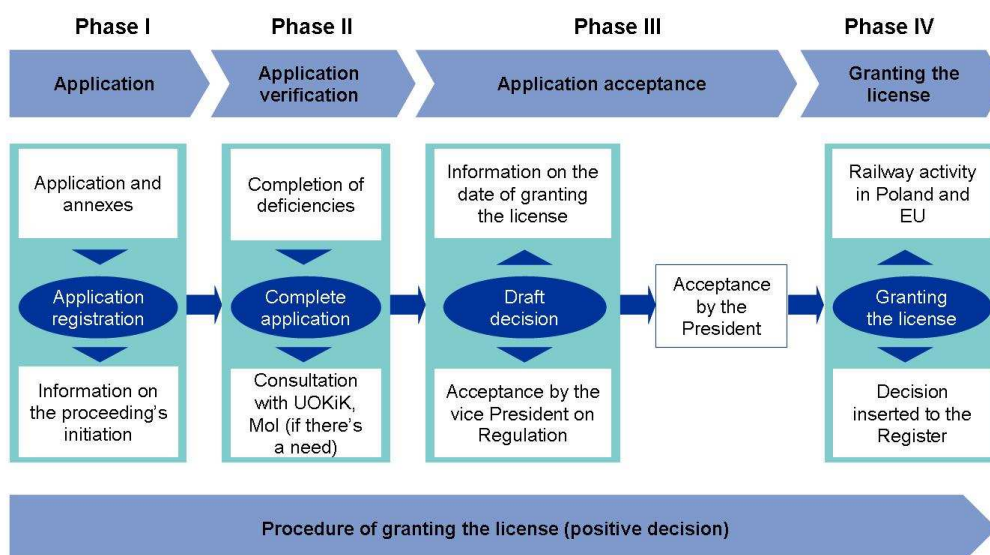 Phase I
Phase II
Phase III
Phase IV
Application
Application
verification
Application acceptance
Granting the
license
Application and
annexes
Application
registration
Information on
the proceeding's
initiation
Completion of
deficiencies
Complete
application
Consultation
with UOKiK,
MoI (if there's
a need)
Information on the
date of granting
the license
Draft
decision
Acceptance by the
vice President on
Regulation
Acceptance
by the
President
Railway activity
in Poland and
EU
Granting
the license
Decision
inserted to the
Register
Procedure of granting the license (positive decision)